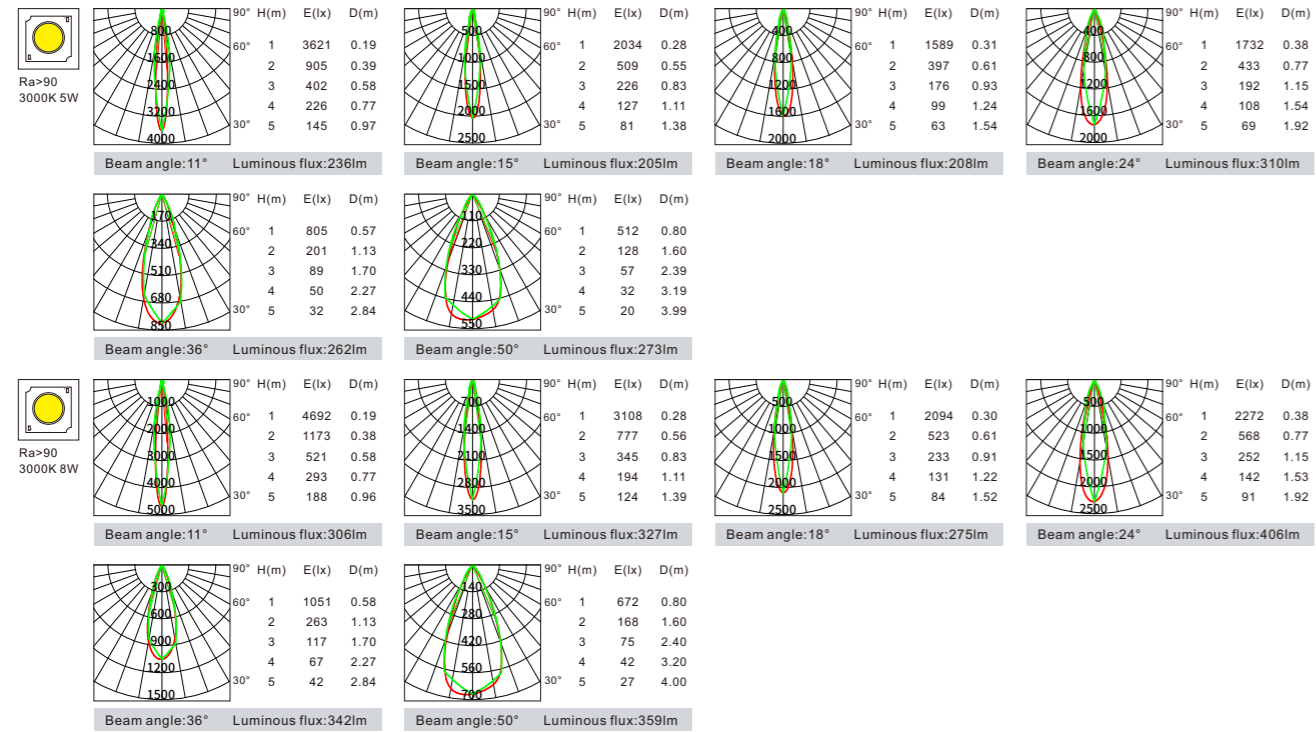 Ra>90
3000K 5W
800
1600
2400
3200
4000
90° H(m) E(lx) D(m)
60° 1 3621 0.19
2 905 0.39
3 402 0.58
4 226 0.77
30° 5 145 0.97
Beam angle:11° Luminous flux:236lm
500
1000
1500
2000
2500
90° H(m) E(lx) D(m)
60° 1 2034 0.28
2 509 0.55
3 226 0.83
4 127 1.11
30° 5 81 1.38
Beam angle:15° Luminous flux:205lm
400
800
1200
1600
2000
90° H(m) E(lx) D(m)
60° 1 1589 0.31
2 397 0.61
3 176 0.93
4 99 1.24
30° 5 63 1.54
Beam angle:18° Luminous flux:208lm
400
800
1200
1600
2000
90° H(m) E(lx) D(m)
60° 1 1732 0.38
2 433 0.77
3 192 1.15
4 108 1.54
30° 5 69 1.92
Beam angle:24° Luminous flux:310lm
170
340
510
680
850
90° H(m) E(lx) D(m)
60° 1 805 0.57
2 201 1.13
3 89 1.70
4 50 2.27
30° 5 32 2.84
Beam angle:36° Luminous flux:262lm
110
220
330
440
550
90° H(m) E(lx) D(m)
60° 1 512 0.80
2 128 1.60
3 57 2.39
4 32 3.19
30° 5 20 3.99
Beam angle:50° Luminous flux:273lm
Ra>90
3000K 8W
1000
2000
3000
4000
5000
90° H(m) E(lx) D(m)
60° 1 4692 0.19
2 1173 0.38
3 521 0.58
4 293 0.77
30° 5 188 0.96
Beam angle:11° Luminous flux:306lm
700
1400
2100
2800
3500
90° H(m) E(lx) D(m)
60° 1 3108 0.28
2 777 0.56
3 345 0.83
4 194 1.11
30° 5 124 1.39
Beam angle:15° Luminous flux:327lm
500
1000
1500
2000
2500
90° H(m) E(lx) D(m)
60° 1 2094 0.30
2 523 0.61
3 233 0.91
4 131 1.22
30° 5 84 1.52
Beam angle:18° Luminous flux:275lm
500
1000
1500
2000
2500
90° H(m) E(lx) D(m)
60° 1 2272 0.38
2 568 0.77
3 252 1.15
4 142 1.53
30° 5 91 1.92
Beam angle:24° Luminous flux:406lm
300
600
900
1200
1500
90° H(m) E(lx) D(m)
60° 1 1051 0.58
2 263 1.13
3 117 1.70
4 67 2.27
30° 5 42 2.84
Beam angle:36° Luminous flux:342lm
140
280
420
560
700
90° H(m) E(lx) D(m)
60° 1 672 0.80
2 168 1.60
3 75 2.40
4 42 3.20
30° 5 27 4.00
Beam angle:50° Luminous flux:359lm